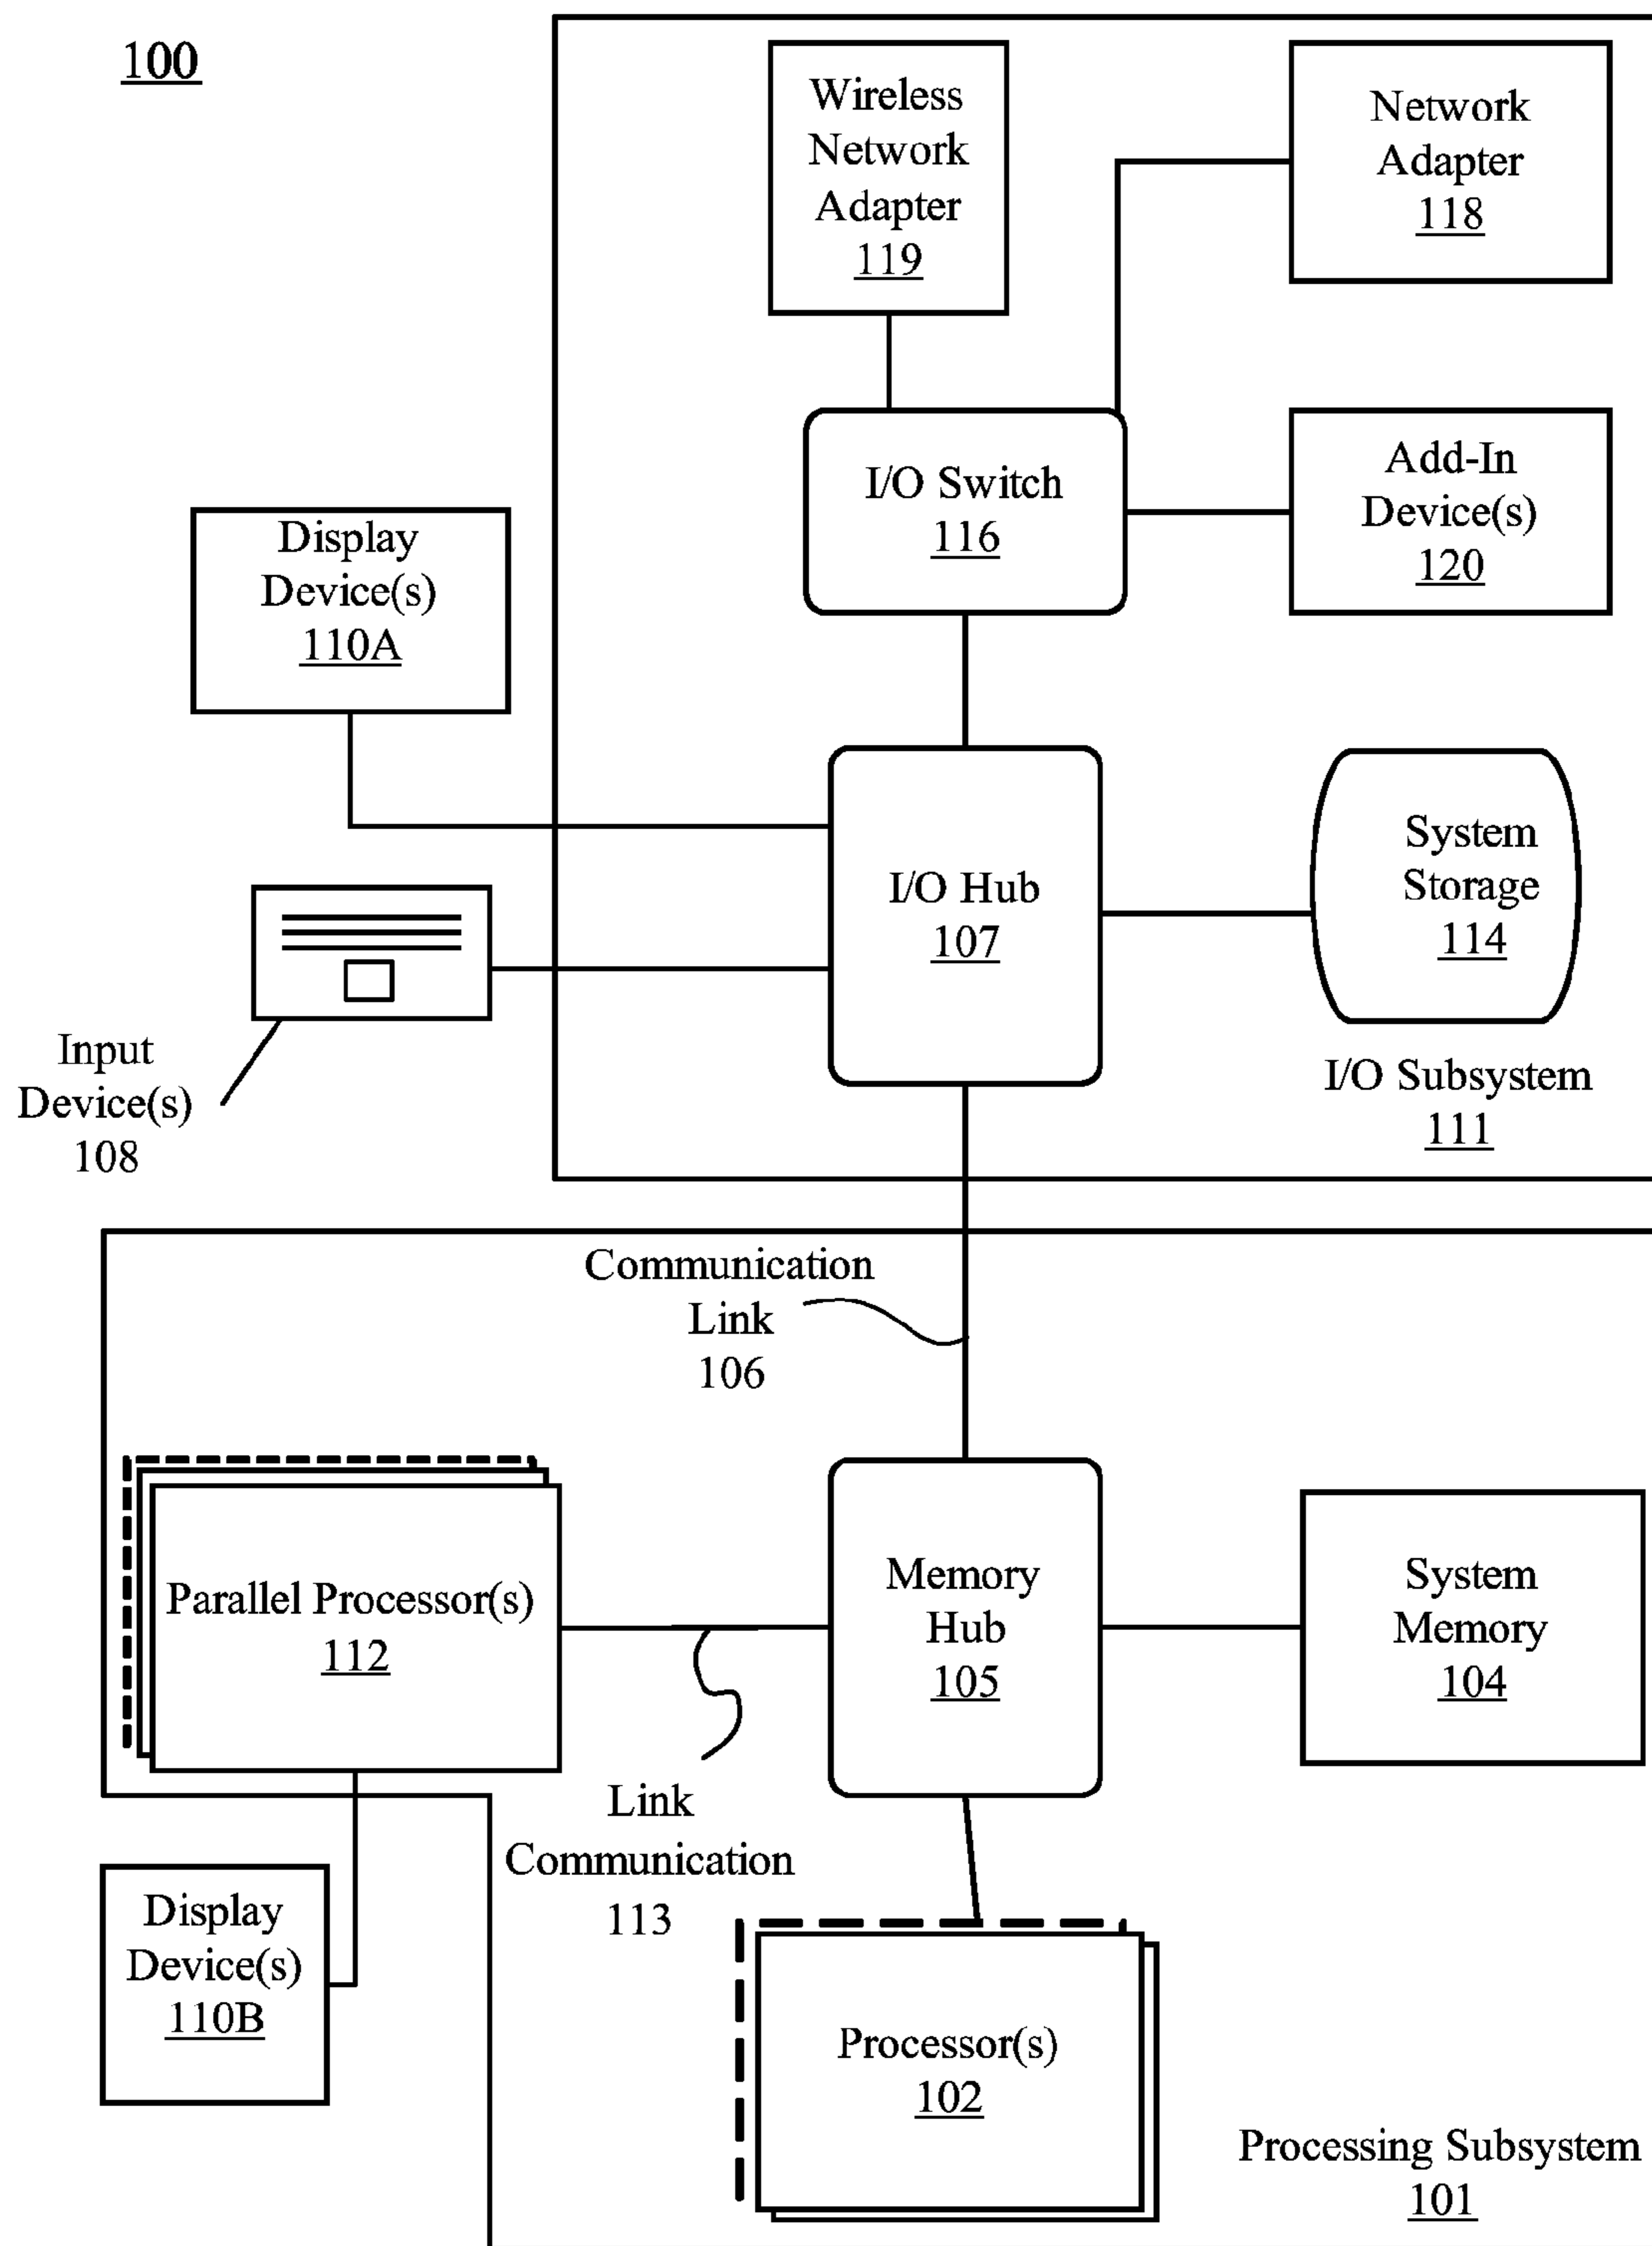 100
Wireless
Network
Adapter
119
Network
Adapter
118
I/O Switch
116
Add-In
Device(s)
120
Display
Device(s)
110A
I/O Hub
107
System
Storage
114
Input
Device(s)
108
I/O Subsystem
111
Communication
Link
106
Parallel Processor(s)
112
Memory
Hub
105
System
Memory
104
Link
Communication
113
Display
Device(s)
110B
Processor(s)
102
Processing Subsystem
101